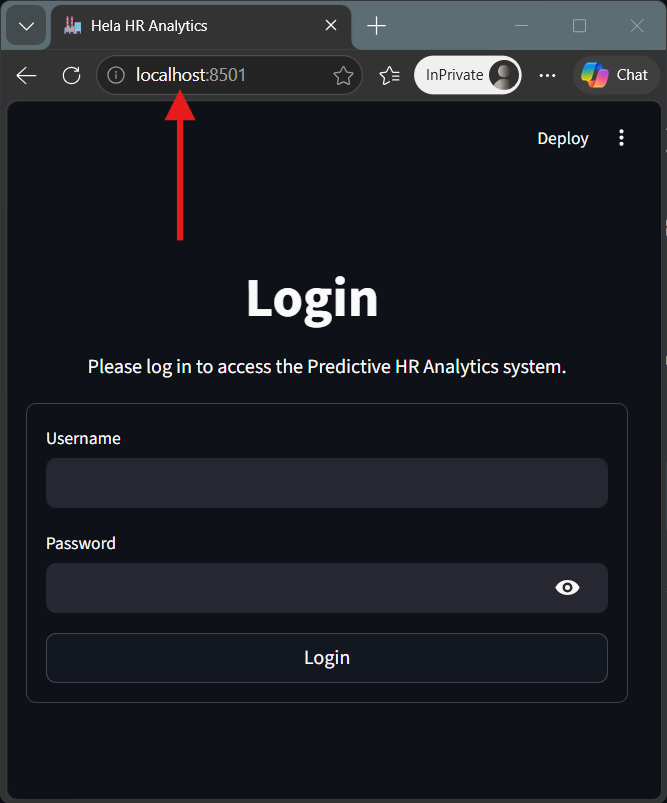 Hela HR Analytics
localhost:8501
InPrivate
Chat
Deploy
Login
Please log in to access the Predictive HR Analytics system.
Username
Password
Login